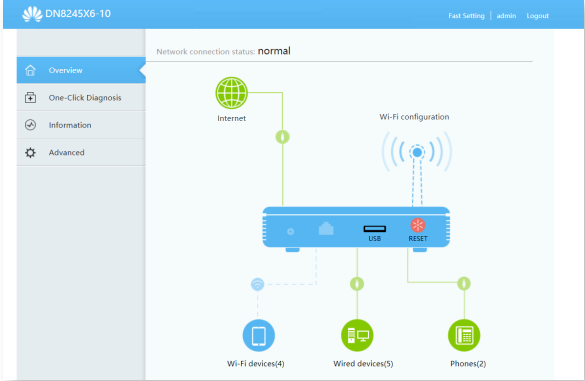 DN8245X6-10
Fast Setting | admin Logout
Network connection status: normal
Overview
One-Click Diagnosis
Information
Advanced
Internet
Wi-Fi configuration
USB
RESET
Wi-Fi devices(4)
Wired devices(5)
Phones(2)